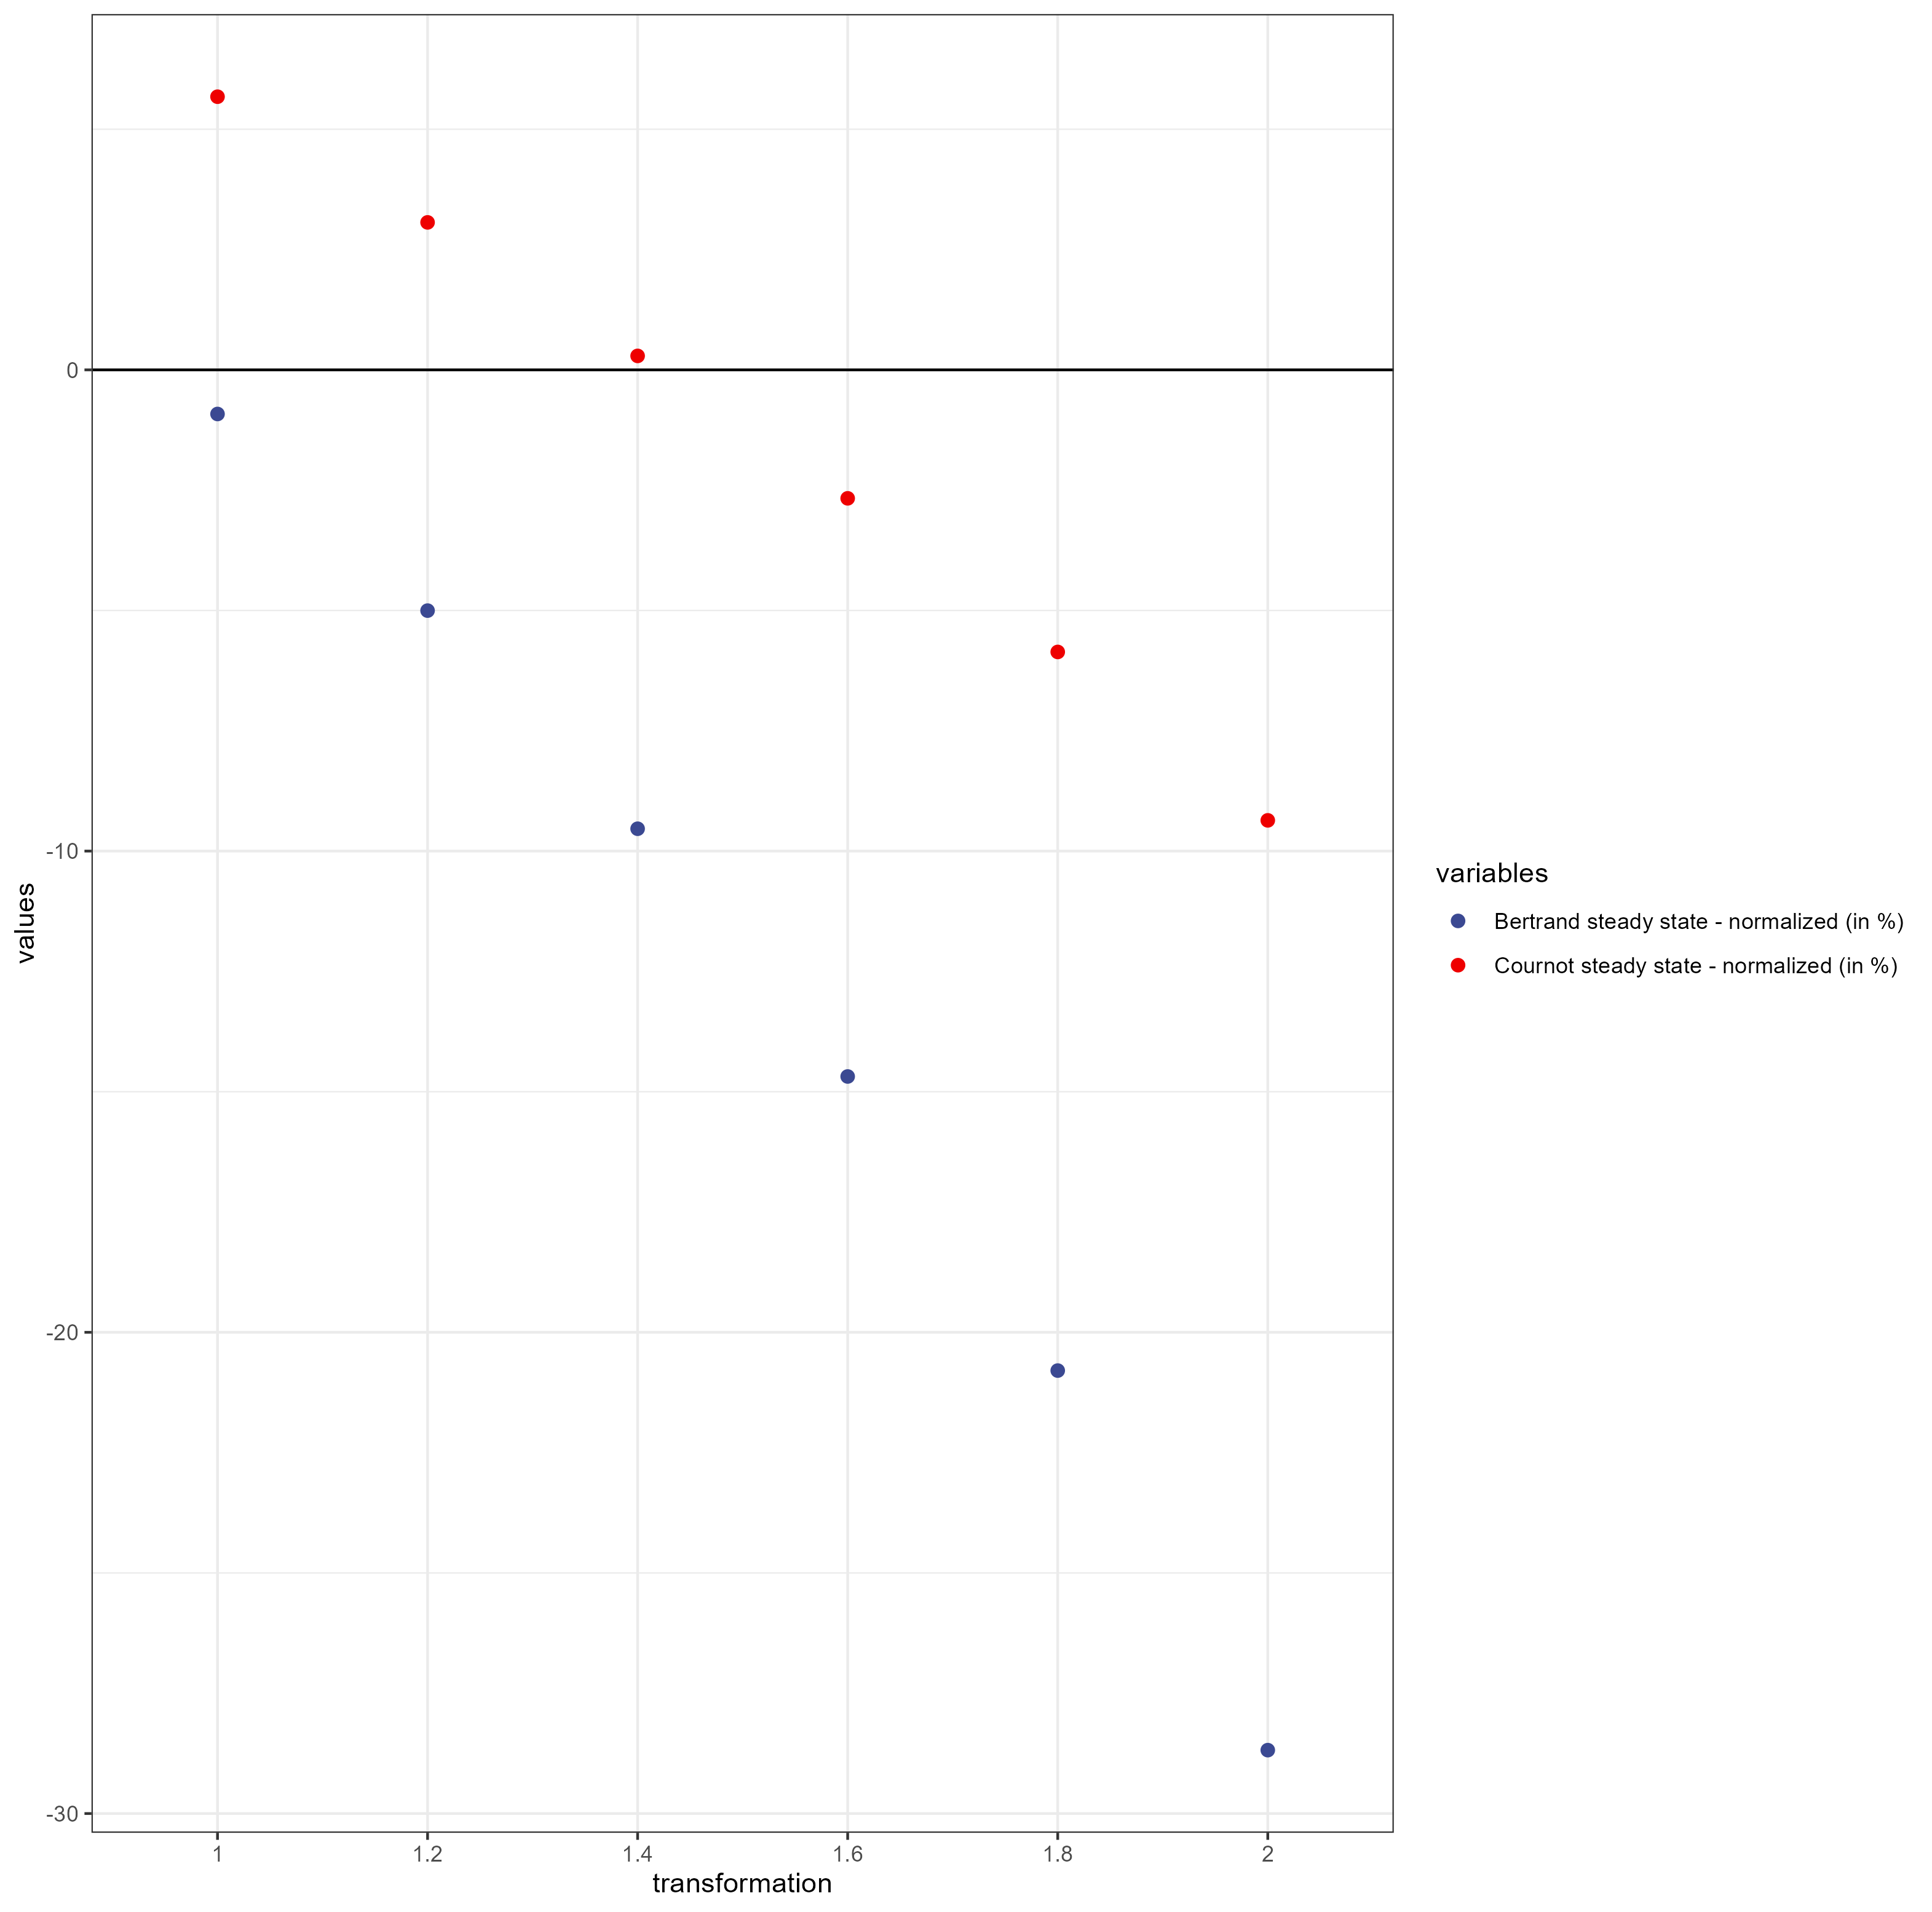 0
-10
-20
-30
values
1 1.2 1.4 1.6 1.8 2
transformation
variables
Bertrand steady state - normalized (in %)
Cournot steady state - normalized (in %)